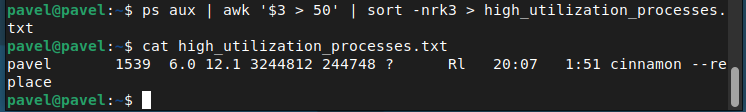 pavel@pavel:~$ ps aux | awk '$3 > 50' | sort -nrk3 > high_utilization_processes.
txt
pavel@pavel:~$ cat high_utilization_processes.txt
pavel       1539  6.0 12.1 3244812 244748 ?      Rl   20:07   1:51 cinnamon --re
place
pavel@pavel:~$